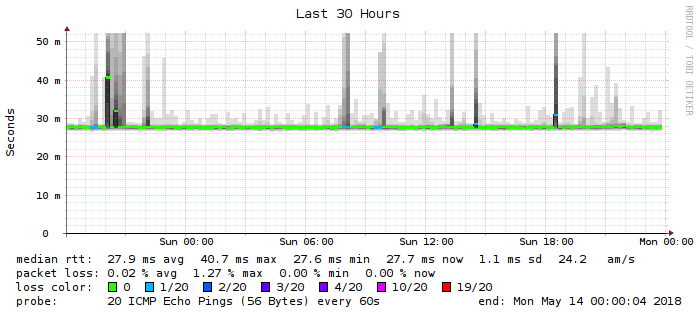 Last 30 Hours
RRDTOOL / TOBI OETIKER
Seconds
50 m
40 m
30 m
20 m
10 m
0
Sun 00:00 Sun 06:00 Sun 12:00 Sun 18:00 Mon 00:00
median rtt: 27.9 ms avg 40.7 ms max 27.6 ms min 27.7 ms now 1.1 ms sd 24.2 am/s
packet loss: 0.02 % avg 1.27 % max 0.00 % min 0.00 % now
loss color: 0 1/20 2/20 3/20 4/20 10/20 19/20
probe: 20 ICMP Echo Pings (56 Bytes) every 60s end: Mon May 14 00:00:04 2018